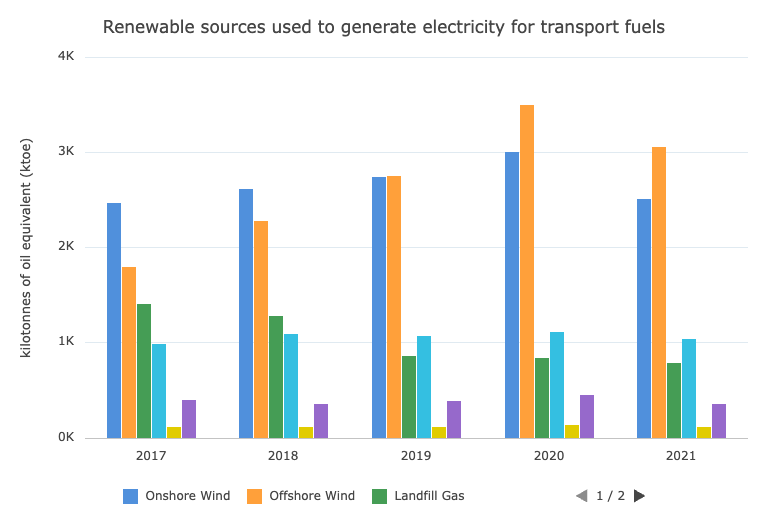 Renewable sources used to generate electricity for transport fuels
kilotonnes of oil equivalent (ktoe)
4K
3K
2K
1K
0K
2017 2018 2019 2020 2021
Onshore Wind Offshore Wind Landfill Gas 1 / 2